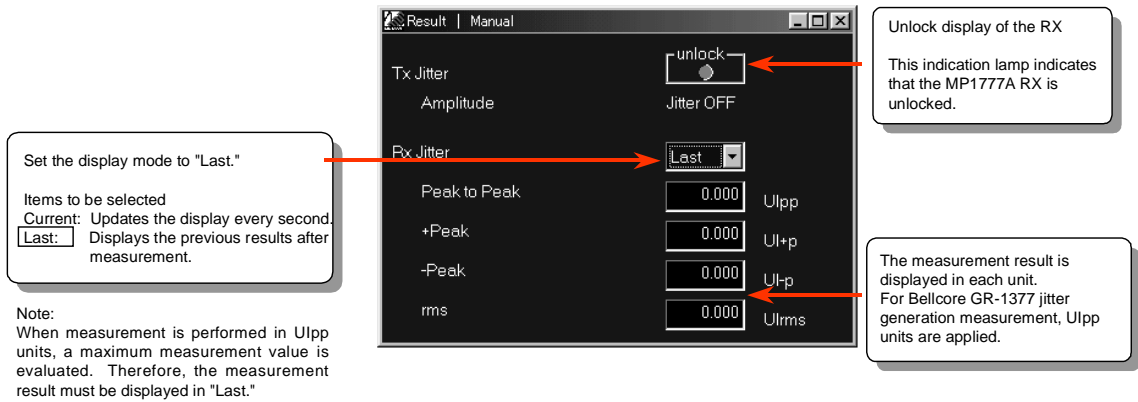 Result | Manual
Tx Jitter
unlock
Amplitude
Jitter OFF
Rx Jitter
Last
Peak to Peak
0.000
UIpp
+Peak
0.000
UI+p
-Peak
0.000
UI-p
rms
0.000
UIrms
Unlock display of the RX
This indication lamp indicates
that the MP1777A RX is
unlocked.
Set the display mode to "Last."
Items to be selected
Current: Updates the display every second.
Last: Displays the previous results after
measurement.
Note:
When measurement is performed in UIpp
units, a maximum measurement value is
evaluated. Therefore, the measurement
result must be displayed in "Last."
The measurement result is
displayed in each unit.
For Bellcore GR-1377 jitter
generation measurement, UIpp
units are applied.